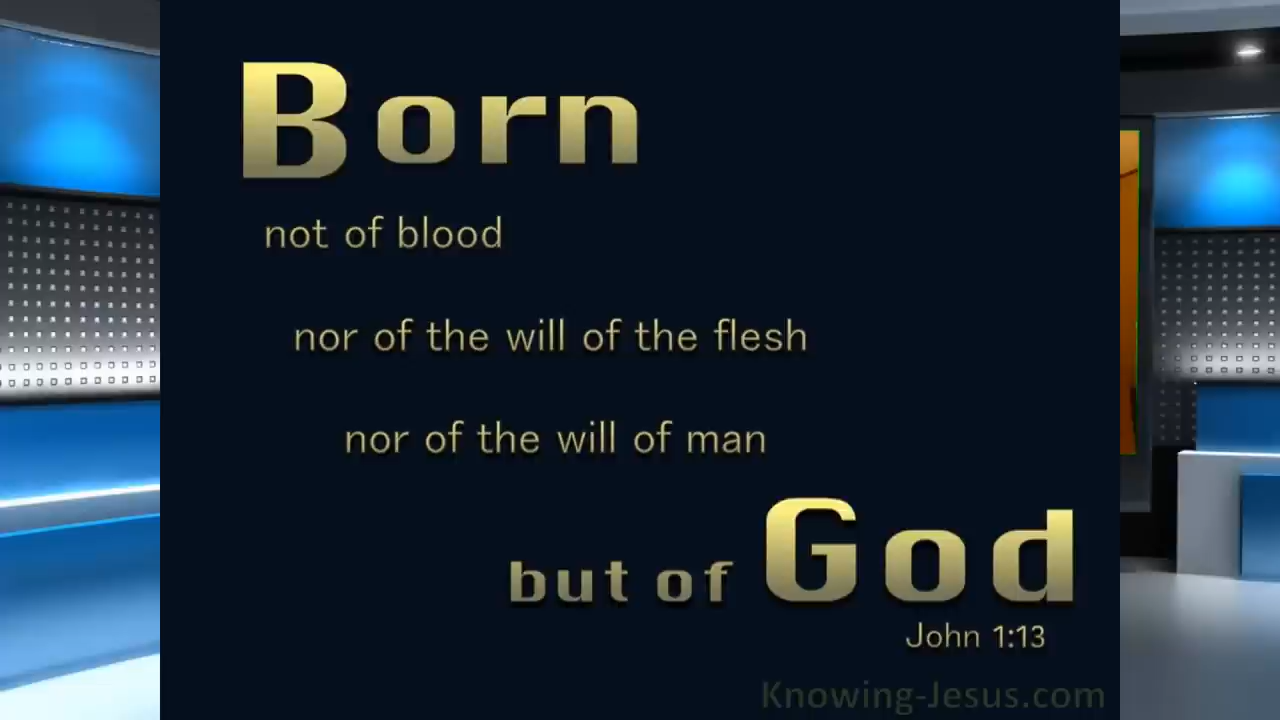 Born
not of blood
nor of the will of the flesh
nor of the will of man
but of God
John 1:13
Knowing-Jesus.com